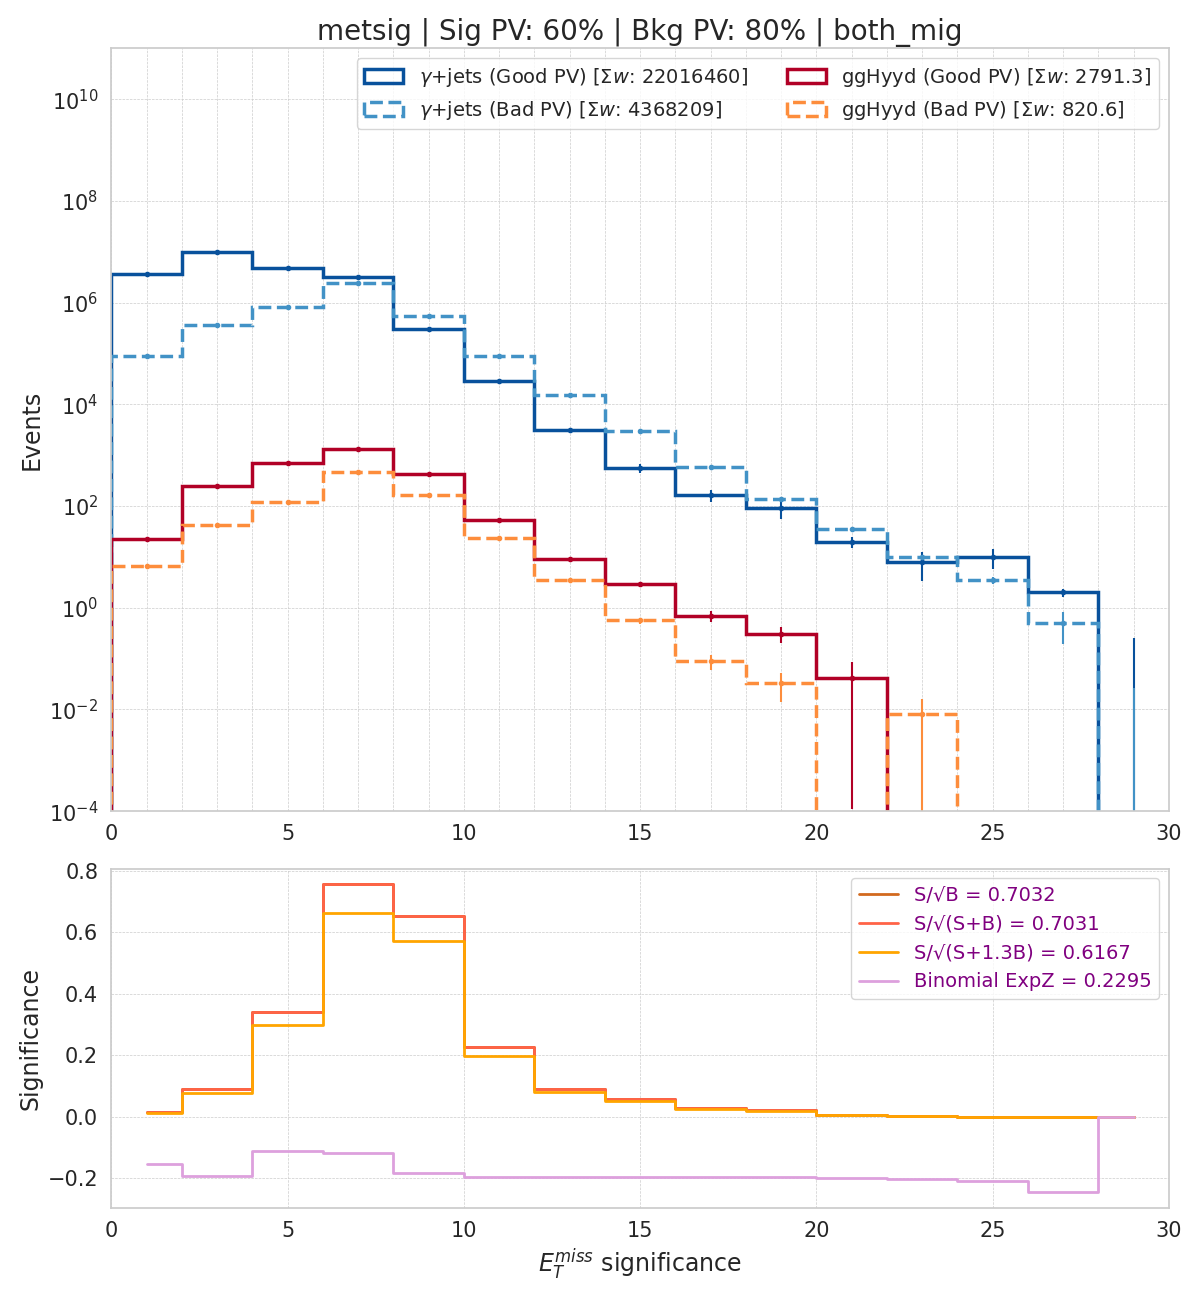 metsig | Sig PV: 60% | Bkg PV: 80% | both_mig
γ+jets (Good PV) [Σw: 22016460]
γ+jets (Bad PV) [Σw: 4368209]
ggHyyd (Good PV) [Σw: 2791.3]
ggHyyd (Bad PV) [Σw: 820.6]
Events
10^10
10^8
10^6
10^4
10^2
10^0
10^−2
10^−4
0 5 10 15 20 25 30
Significance
0.8
0.6
0.4
0.2
0.0
−0.2
S/√B = 0.7032
S/√(S+B) = 0.7031
S/√(S+1.3B) = 0.6167
Binomial ExpZ = 0.2295
0 5 10 15 20 25 30
E_T^miss significance